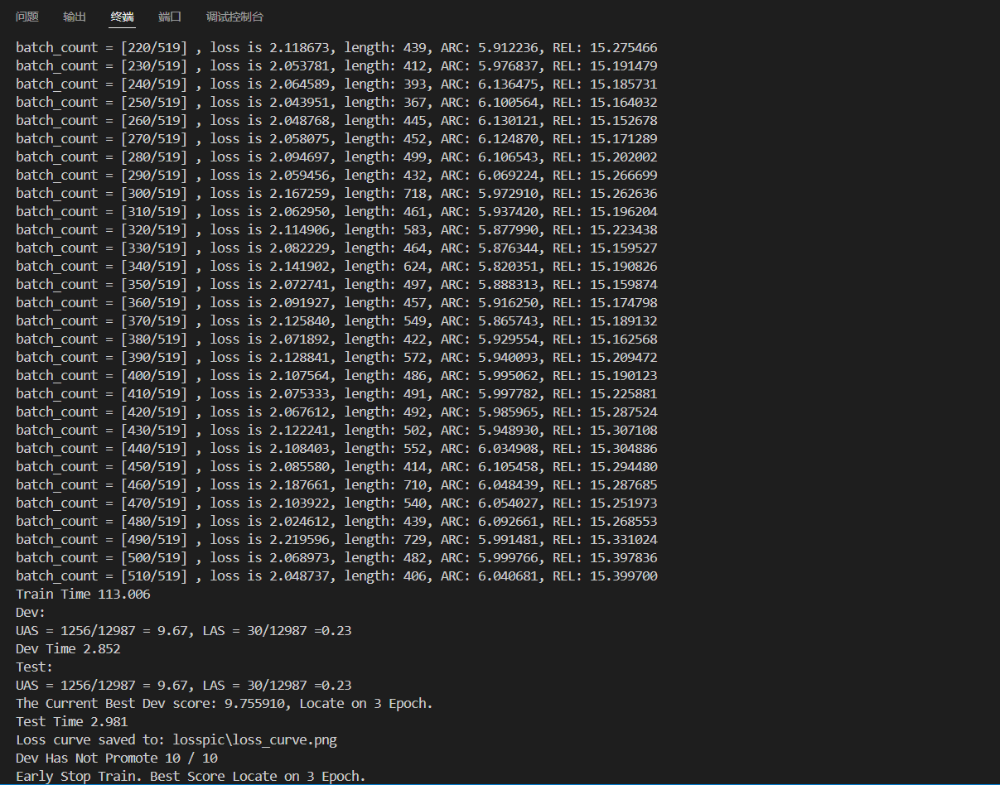 问题 输出 终端 端口 调试控制台
batch_count = [220/519] , loss is 2.118673, length: 439, ARC: 5.912236, REL: 15.275466
batch_count = [230/519] , loss is 2.053781, length: 412, ARC: 5.976837, REL: 15.191479
batch_count = [240/519] , loss is 2.064589, length: 393, ARC: 6.136475, REL: 15.185731
batch_count = [250/519] , loss is 2.043951, length: 367, ARC: 6.100564, REL: 15.164032
batch_count = [260/519] , loss is 2.048768, length: 445, ARC: 6.130121, REL: 15.152678
batch_count = [270/519] , loss is 2.058075, length: 452, ARC: 6.124870, REL: 15.171289
batch_count = [280/519] , loss is 2.094697, length: 499, ARC: 6.106543, REL: 15.202002
batch_count = [290/519] , loss is 2.059456, length: 432, ARC: 6.069224, REL: 15.266699
batch_count = [300/519] , loss is 2.167259, length: 718, ARC: 5.972910, REL: 15.262636
batch_count = [310/519] , loss is 2.062950, length: 461, ARC: 5.937420, REL: 15.196204
batch_count = [320/519] , loss is 2.114906, length: 583, ARC: 5.877990, REL: 15.223438
batch_count = [330/519] , loss is 2.082229, length: 464, ARC: 5.876344, REL: 15.159527
batch_count = [340/519] , loss is 2.141902, length: 624, ARC: 5.820351, REL: 15.190826
batch_count = [350/519] , loss is 2.072741, length: 497, ARC: 5.888313, REL: 15.159874
batch_count = [360/519] , loss is 2.091927, length: 457, ARC: 5.916250, REL: 15.174798
batch_count = [370/519] , loss is 2.125840, length: 549, ARC: 5.865743, REL: 15.189132
batch_count = [380/519] , loss is 2.071892, length: 422, ARC: 5.929554, REL: 15.162568
batch_count = [390/519] , loss is 2.128841, length: 572, ARC: 5.940093, REL: 15.209472
batch_count = [400/519] , loss is 2.107564, length: 486, ARC: 5.995062, REL: 15.190123
batch_count = [410/519] , loss is 2.075333, length: 491, ARC: 5.997782, REL: 15.225881
batch_count = [420/519] , loss is 2.067612, length: 492, ARC: 5.985965, REL: 15.287524
batch_count = [430/519] , loss is 2.122241, length: 502, ARC: 5.948930, REL: 15.307108
batch_count = [440/519] , loss is 2.108403, length: 552, ARC: 6.034908, REL: 15.304886
batch_count = [450/519] , loss is 2.085580, length: 414, ARC: 6.105458, REL: 15.294480
batch_count = [460/519] , loss is 2.187661, length: 710, ARC: 6.048439, REL: 15.287685
batch_count = [470/519] , loss is 2.103922, length: 540, ARC: 6.054027, REL: 15.251973
batch_count = [480/519] , loss is 2.024612, length: 439, ARC: 6.092661, REL: 15.268553
batch_count = [490/519] , loss is 2.219596, length: 729, ARC: 5.991481, REL: 15.331024
batch_count = [500/519] , loss is 2.068973, length: 482, ARC: 5.999766, REL: 15.397836
batch_count = [510/519] , loss is 2.048737, length: 406, ARC: 6.040681, REL: 15.399700
Train Time 113.006
Dev:
UAS = 1256/12987 = 9.67, LAS = 30/12987 =0.23
Dev Time 2.852
Test:
UAS = 1256/12987 = 9.67, LAS = 30/12987 =0.23
The Current Best Dev score: 9.755910, Locate on 3 Epoch.
Test Time 2.981
Loss curve saved to: losspic\loss_curve.png
Dev Has Not Promote 10 / 10
Early Stop Train. Best Score Locate on 3 Epoch.